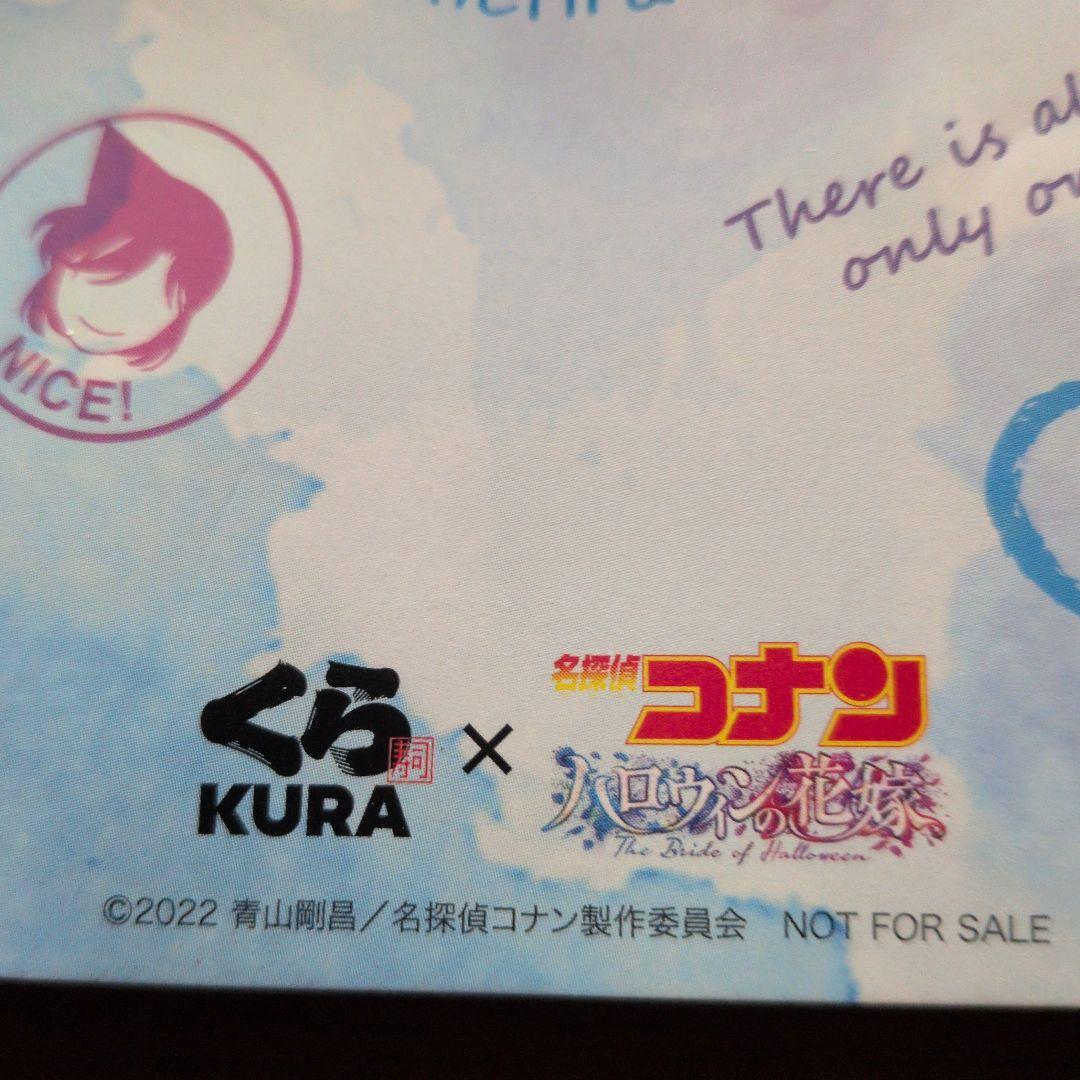 There is
only
NICE!
くら
寿司
KURA
×
名探偵コナン
ハロウィンの花嫁
The Bride of Halloween
©2022 青山剛昌／名探偵コナン製作委員会 NOT FOR SALE